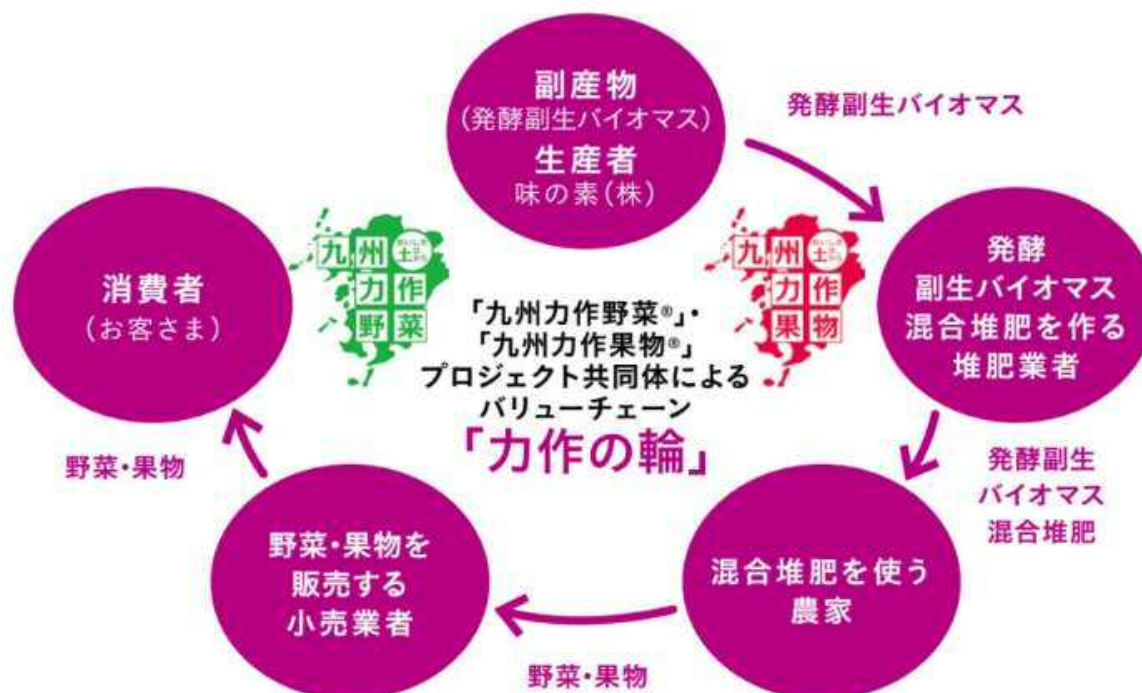 副産物
(発酵副生バイオマス)
生産者
味の素(株)
発酵副生バイオマス
発酵
副生バイオマス
混合堆肥を作る
堆肥業者
発酵副生
バイオマス
混合堆肥
混合堆肥を使う
農家
野菜・果物
野菜・果物を
販売する
小売業者
野菜・果物
消費者
(お客さま)
九州土
力作
野菜
九州土
力作
果物
「九州力作野菜®」・
「九州力作果物®」
プロジェクト共同体による
バリューチェーン
「力作の輪」